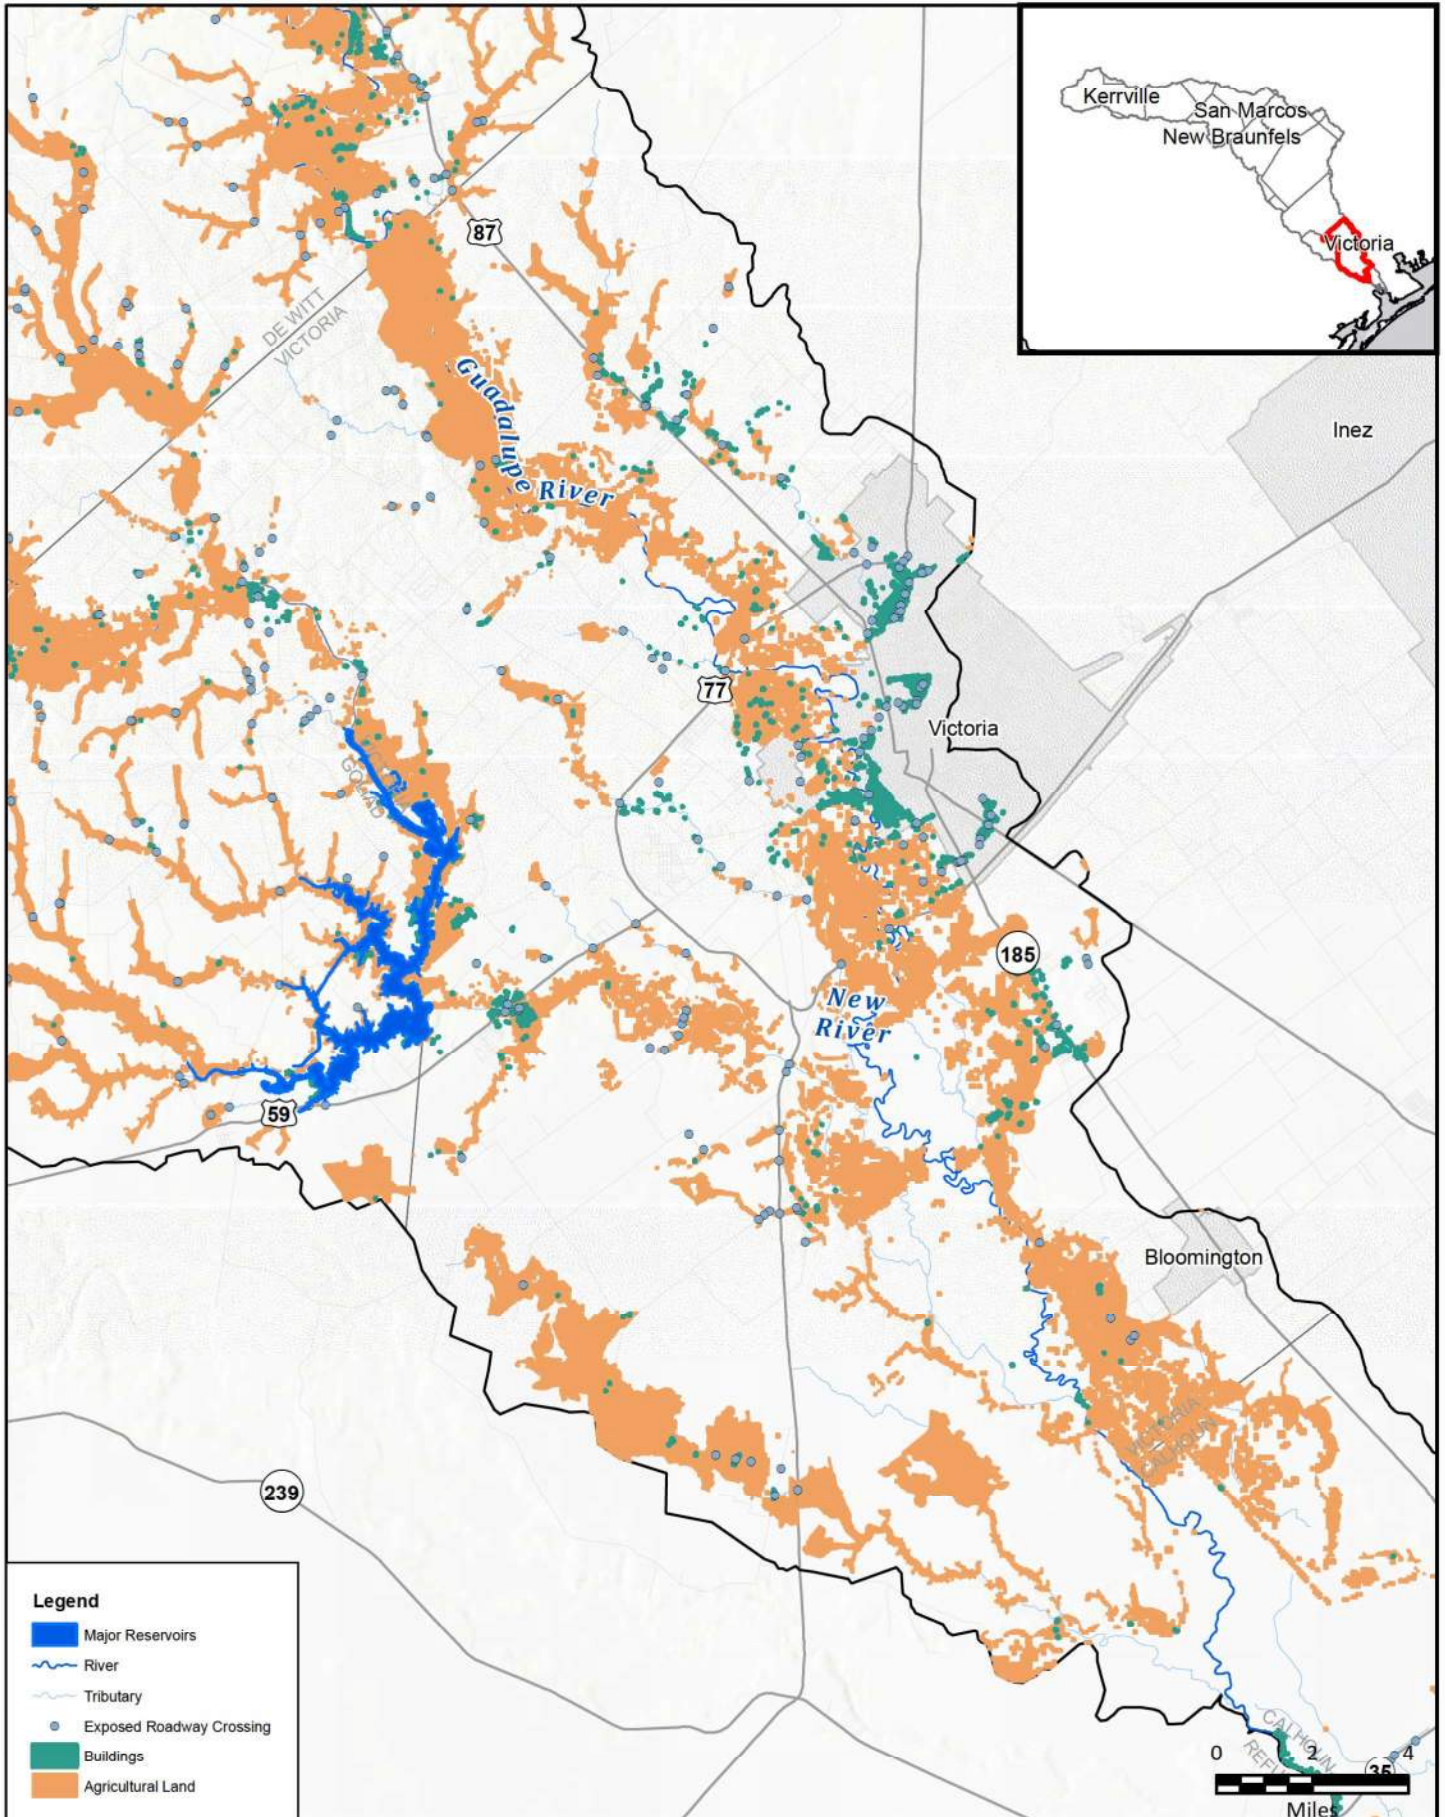 Kerrville
San Marcos
New Braunfels
Victoria
87
DE WITT
VICTORIA
Guadalupe River
Inez
77
Victoria
GOLIAD
185
New
River
59
Bloomington
VICTORIA
CALHOUN
239
Legend
Major Reservoirs
River
Tributary
Exposed Roadway Crossing
Buildings
Agricultural Land
CALHOUN
35
0 2 4
Miles